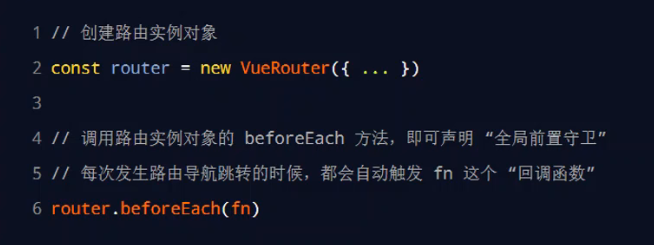 1 // 创建路由实例对象
2 const router = new VueRouter({ ... })
3
4 // 调用路由实例对象的 beforeEach 方法，即可声明 “全局前置守卫”
5 // 每次发生路由导航跳转的时候，都会自动触发 fn 这个 “回调函数”
6 router.beforeEach(fn)